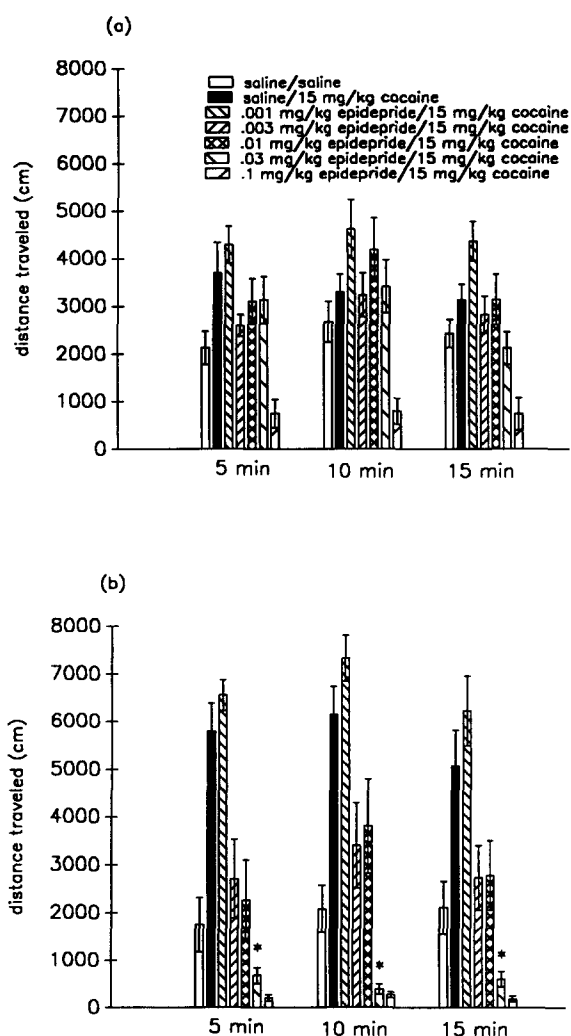 (a)
8000
7000
6000
5000
4000
3000
2000
1000
0
distance traveled (cm)
saline/saline
saline/15 mg/kg cocaine
.001 mg/kg epidepride/15 mg/kg cocaine
.003 mg/kg epidepride/15 mg/kg cocaine
.01 mg/kg epidepride/15 mg/kg cocaine
.03 mg/kg epidepride/15 mg/kg cocaine
.1 mg/kg epidepride/15 mg/kg cocaine
5 min 10 min 15 min
(b)
8000
7000
6000
5000
4000
3000
2000
1000
0
distance traveled (cm)
* * *
5 min 10 min 15 min